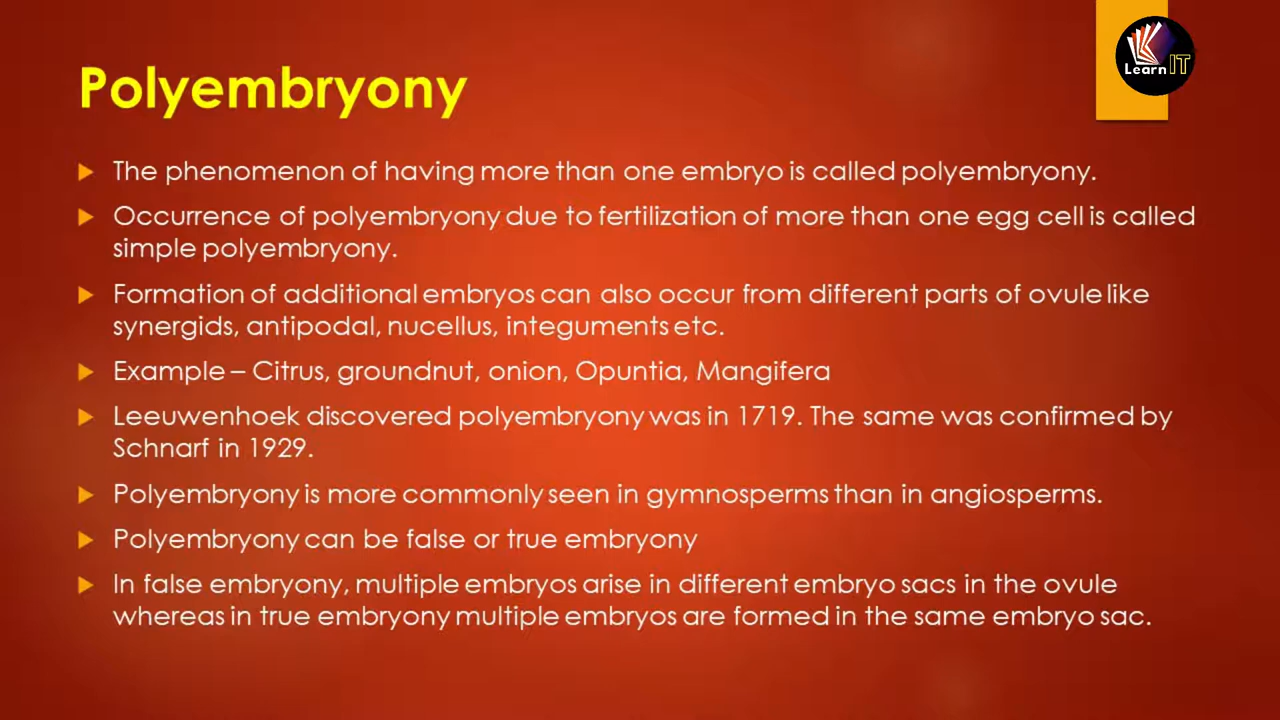 Learn IT
Polyembryony
The phenomenon of having more than one embryo is called polyembryony.
Occurrence of polyembryony due to fertilization of more than one egg cell is called
simple polyembryony.
Formation of additional embryos can also occur from different parts of ovule like
synergids, antipodal, nucellus, integuments etc.
Example – Citrus, groundnut, onion, Opuntia, Mangifera
Leeuwenhoek discovered polyembryony was in 1719. The same was confirmed by
Schnarf in 1929.
Polyembryony is more commonly seen in gymnosperms than in angiosperms.
Polyembryony can be false or true embryony
In false embryony, multiple embryos arise in different embryo sacs in the ovule
whereas in true embryony multiple embryos are formed in the same embryo sac.